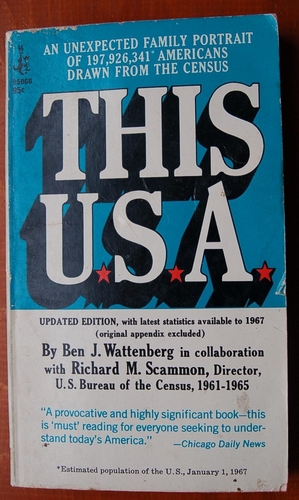 AN UNEXPECTED FAMILY PORTRAIT
OF 197,926,341* AMERICANS
DRAWN FROM THE CENSUS
95¢
THIS
U.S.A.
UPDATED EDITION, with latest statistics available to 1967
(original appendix excluded)
By Ben J. Wattenberg in collaboration
with Richard M. Scammon, Director,
U.S. Bureau of the Census, 1961-1965
"A provocative and highly significant book—this
is 'must' reading for everyone seeking to under-
stand today's America." —Chicago Daily News
*Estimated population of the U.S., January 1, 1967